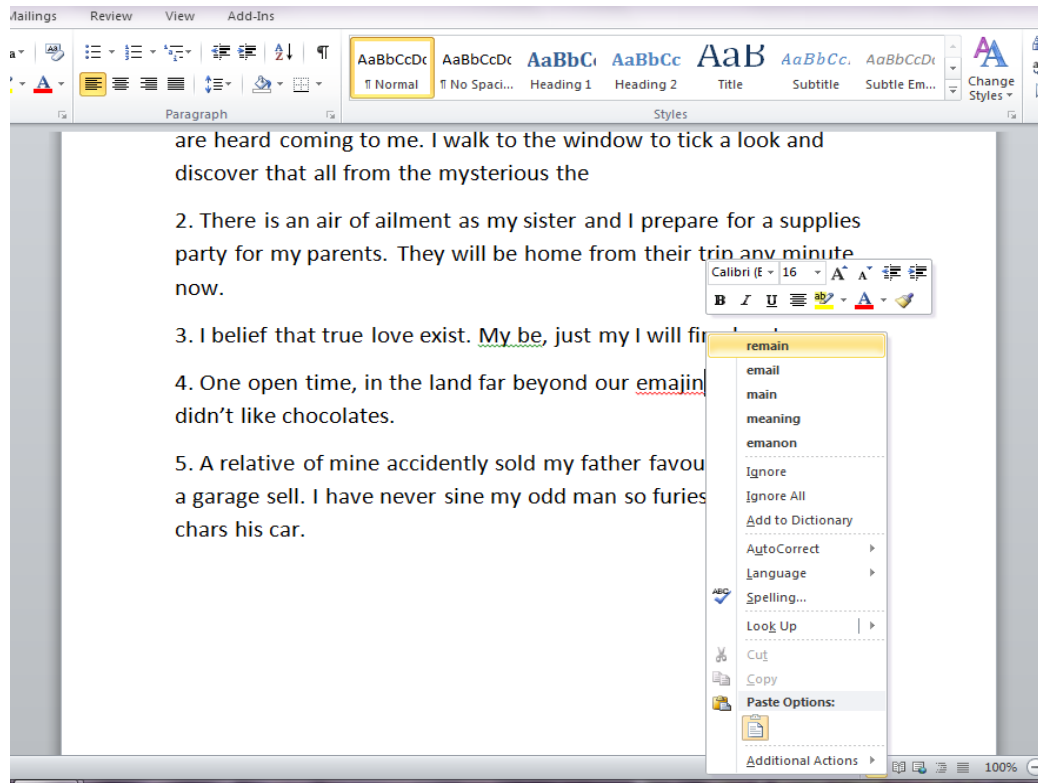 Mailings Review View Add-Ins
AaBbCcDc AaBbCcDc AaBbC AaBbCc AaB AaBbCc. AaBbCcDc
¶ Normal ¶ No Spaci... Heading 1 Heading 2 Title Subtitle Subtle Em... Change Styles
Paragraph Styles
are heard coming to me. I walk to the window to tick a look and
discover that all from the mysterious the
2. There is an air of ailment as my sister and I prepare for a supplies
party for my parents. They will be home from their trip any minute
now.
Calibri (E 16 A A
B I U ab A
3. I belief that true love exist. My be, just my I will
4. One open time, in the land far beyond our emajin
didn't like chocolates.
5. A relative of mine accidently sold my father favou
a garage sell. I have never sine my odd man so furies
chars his car.
remain
email
main
meaning
emanon
Ignore
Ignore All
Add to Dictionary
AutoCorrect
Language
Spelling...
Look Up
Cut
Copy
Paste Options:
Additional Actions
100%